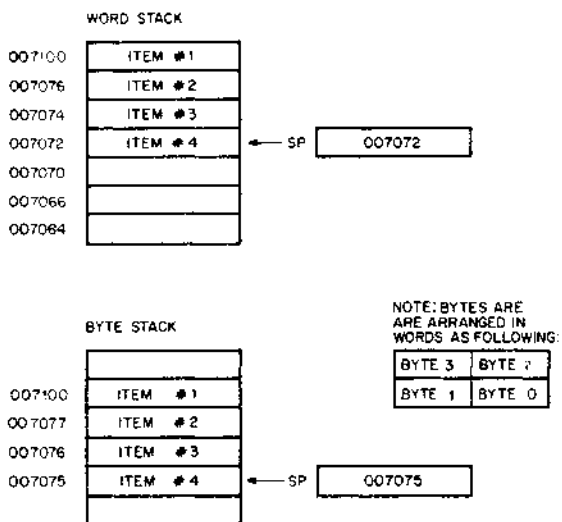 WORD STACK
007100 ITEM #1
007076 ITEM #2
007074 ITEM #3
007072 ITEM #4 SP 007072
007070
007066
007064
BYTE STACK
NOTE: BYTES ARE
ARE ARRANGED IN
WORDS AS FOLLOWING:
BYTE 3 BYTE 2
BYTE 1 BYTE 0
007100 ITEM #1
007077 ITEM #2
007076 ITEM #3
007075 ITEM #4 SP 007075